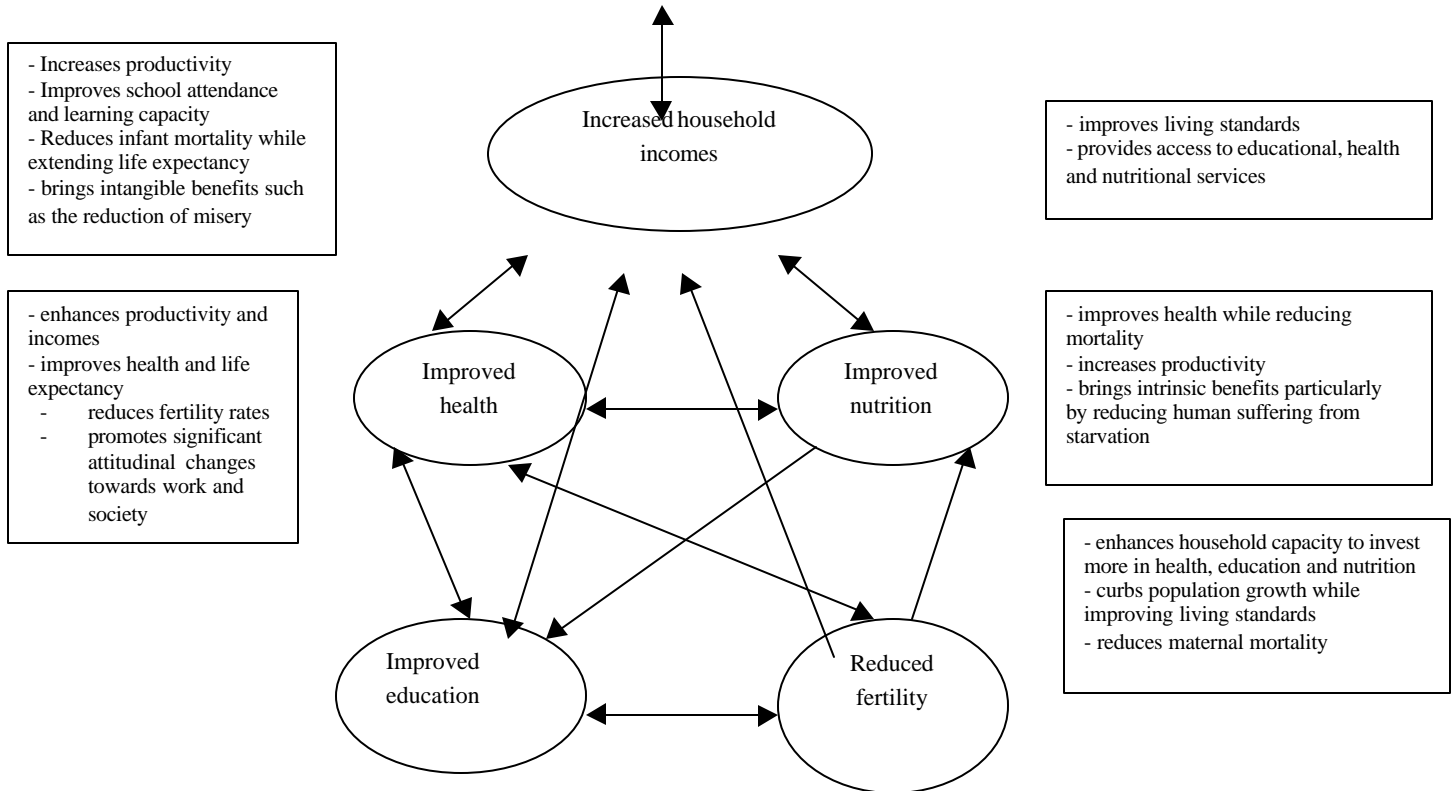 - Increases productivity
- Improves school attendance
and learning capacity
- Reduces infant mortality while
extending life expectancy
- brings intangible benefits such
as the reduction of misery
Increased household
incomes
- improves living standards
- provides access to educational, health
and nutritional services
- enhances productivity and
incomes
- improves health and life
expectancy
- reduces fertility rates
- promotes significant
attitudinal changes
towards work and
society
Improved
health
Improved
nutrition
- improves health while reducing
mortality
- increases productivity
- brings intrinsic benefits particularly
by reducing human suffering from
starvation
- enhances household capacity to invest
more in health, education and nutrition
- curbs population growth while
improving living standards
- reduces maternal mortality
Improved
education
Reduced
fertility